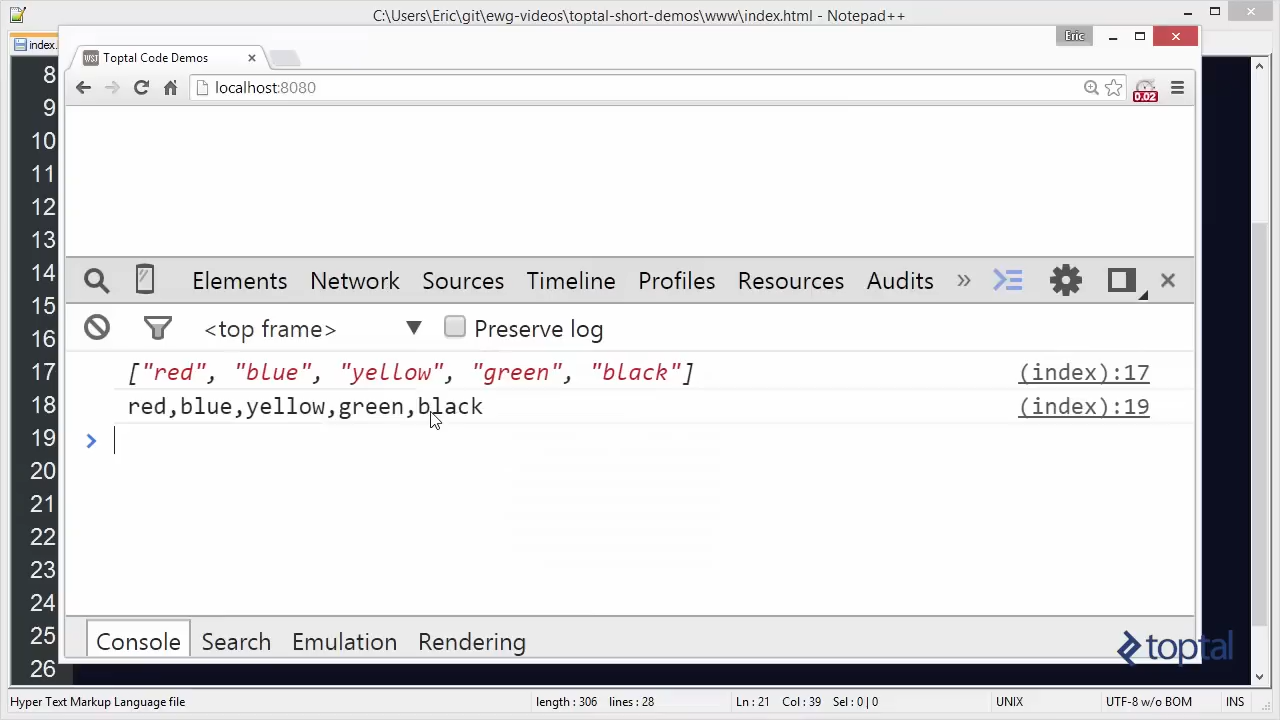 C:\Users\Eric\git\ewg-videos\toptal-short-demos\www\index.html - Notepad++
Eric
index.
Toptal Code Demos
localhost:8080
0.02
Elements Network Sources Timeline Profiles Resources Audits »
<top frame> ▼ Preserve log
["red", "blue", "yellow", "green", "black"] (index):17
red,blue,yellow,green,black (index):19
>
8
9
10
11
12
13
14
15
16
17
18
19
20
21
22
23
24
25
26
Console Search Emulation Rendering
toptal
Hyper Text Markup Language file length : 306 lines : 28 Ln : 21 Col : 39 Sel : 0 | 0 UNIX UTF-8 w/o BOM INS